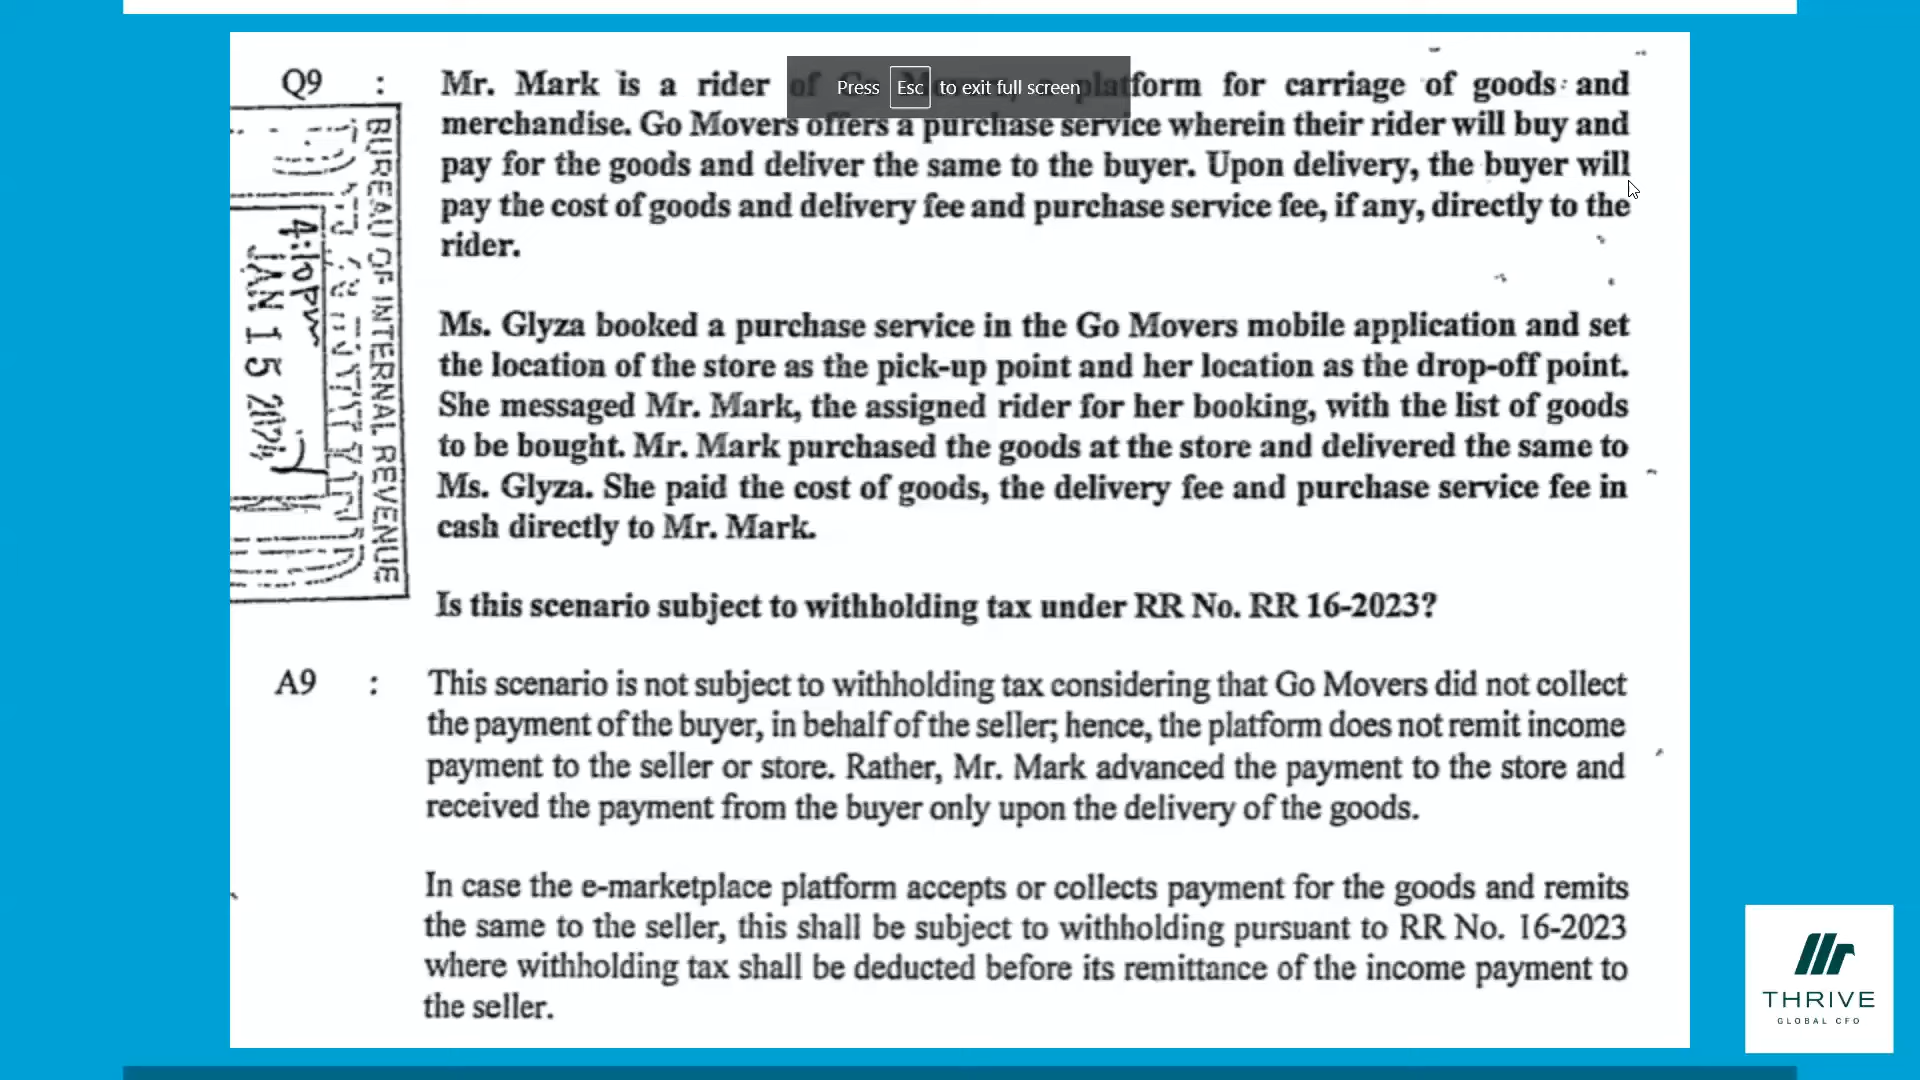 Q9 : Mr. Mark is a rider of Go Movers, a platform for carriage of goods and
Press Esc to exit full screen
merchandise. Go Movers offers a purchase service wherein their rider will buy and
pay for the goods and deliver the same to the buyer. Upon delivery, the buyer will
pay the cost of goods and delivery fee and purchase service fee, if any, directly to the
rider.
BUREAU OF INTERNAL REVENUE
4:10pm
JAN 15 2024
Ms. Glyza booked a purchase service in the Go Movers mobile application and set
the location of the store as the pick-up point and her location as the drop-off point.
She messaged Mr. Mark, the assigned rider for her booking, with the list of goods
to be bought. Mr. Mark purchased the goods at the store and delivered the same to
Ms. Glyza. She paid the cost of goods, the delivery fee and purchase service fee in
cash directly to Mr. Mark.
Is this scenario subject to withholding tax under RR No. RR 16-2023?
A9 : This scenario is not subject to withholding tax considering that Go Movers did not collect
the payment of the buyer, in behalf of the seller; hence, the platform does not remit income
payment to the seller or store. Rather, Mr. Mark advanced the payment to the store and
received the payment from the buyer only upon the delivery of the goods.
In case the e-marketplace platform accepts or collects payment for the goods and remits
the same to the seller, this shall be subject to withholding pursuant to RR No. 16-2023
where withholding tax shall be deducted before its remittance of the income payment to
the seller.
THRIVE
GLOBAL CFO